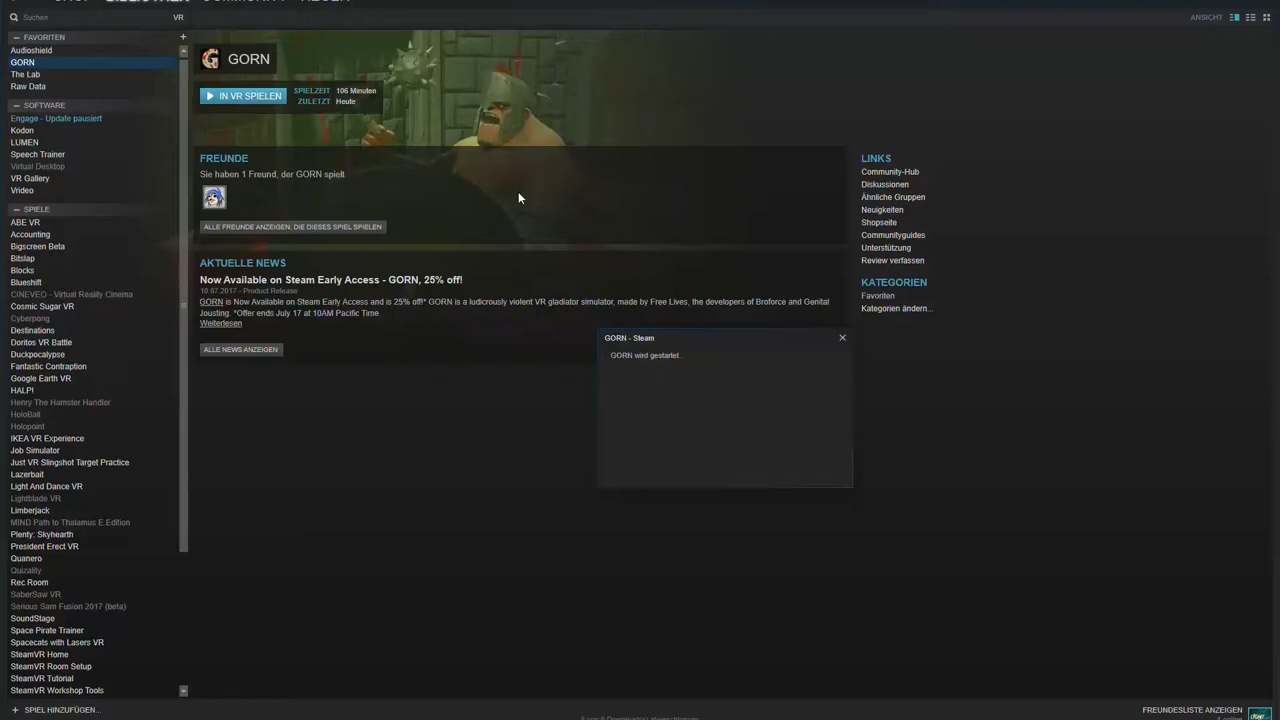 Suchen
VR
ANSICHT
FAVORITEN
+
Audioshield
GORN
The Lab
Raw Data
SOFTWARE
Engage - Update pausiert
Kodon
LUMEN
Speech Trainer
Virtual Desktop
VR Gallery
Vrideo
SPIELE
ABE VR
Accounting
Bigscreen Beta
Bitslap
Blocks
Blueshift
CINEVEO - Virtual Reality Cinema
Cosmic Sugar VR
Cyberpong
Destinations
Doritos VR Battle
Duckpocalypse
Fantastic Contraption
Google Earth VR
HALP!
Henry The Hamster Handler
HoloBall
Holopoint
IKEA VR Experience
Job Simulator
Just VR Slingshot Target Practice
Lazerbait
Light And Dance VR
Lightblade VR
Limberjack
MIND Path to Thalamus E.Edition
Plenty: Skyhearth
President Erect VR
Quanero
Quizality
Rec Room
SaberSaw VR
Serious Sam Fusion 2017 (beta)
SoundStage
Space Pirate Trainer
Spacecats with Lasers VR
SteamVR Home
SteamVR Room Setup
SteamVR Tutorial
SteamVR Workshop Tools
+ SPIEL HINZUFÜGEN...
GORN
IN VR SPIELEN
SPIELZEIT 106 Minuten
ZULETZT Heute
FREUNDE
Sie haben 1 Freund, der GORN spielt
ALLE FREUNDE ANZEIGEN, DIE DIESES SPIEL SPIELEN
AKTUELLE NEWS
Now Available on Steam Early Access - GORN, 25% off!
10.07.2017 - Product Release
GORN is Now Available on Steam Early Access and is 25% off!* GORN is a ludicrously violent VR gladiator simulator, made by Free Lives, the developers of Broforce and Genital
Jousting. *Offer ends July 17 at 10AM Pacific Time
Weiterlesen
ALLE NEWS ANZEIGEN
GORN - Steam
GORN wird gestartet.
LINKS
Community-Hub
Diskussionen
Ähnliche Gruppen
Neuigkeiten
Shopseite
Communityguides
Unterstützung
Review verfassen
KATEGORIEN
Favoriten
Kategorien ändern...
FREUNDESLISTE ANZEIGEN